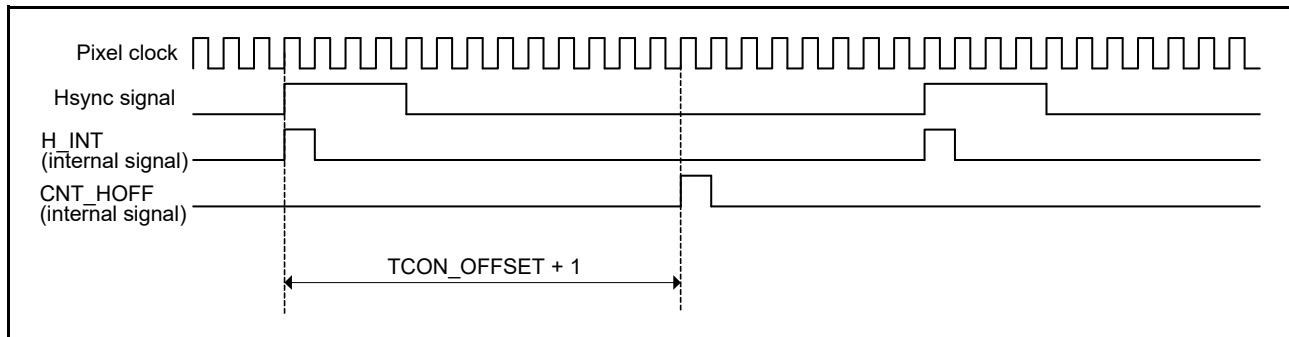 Pixel clock
Hsync signal
H_INT
(internal signal)
CNT_HOFF
(internal signal)
TCON_OFFSET + 1